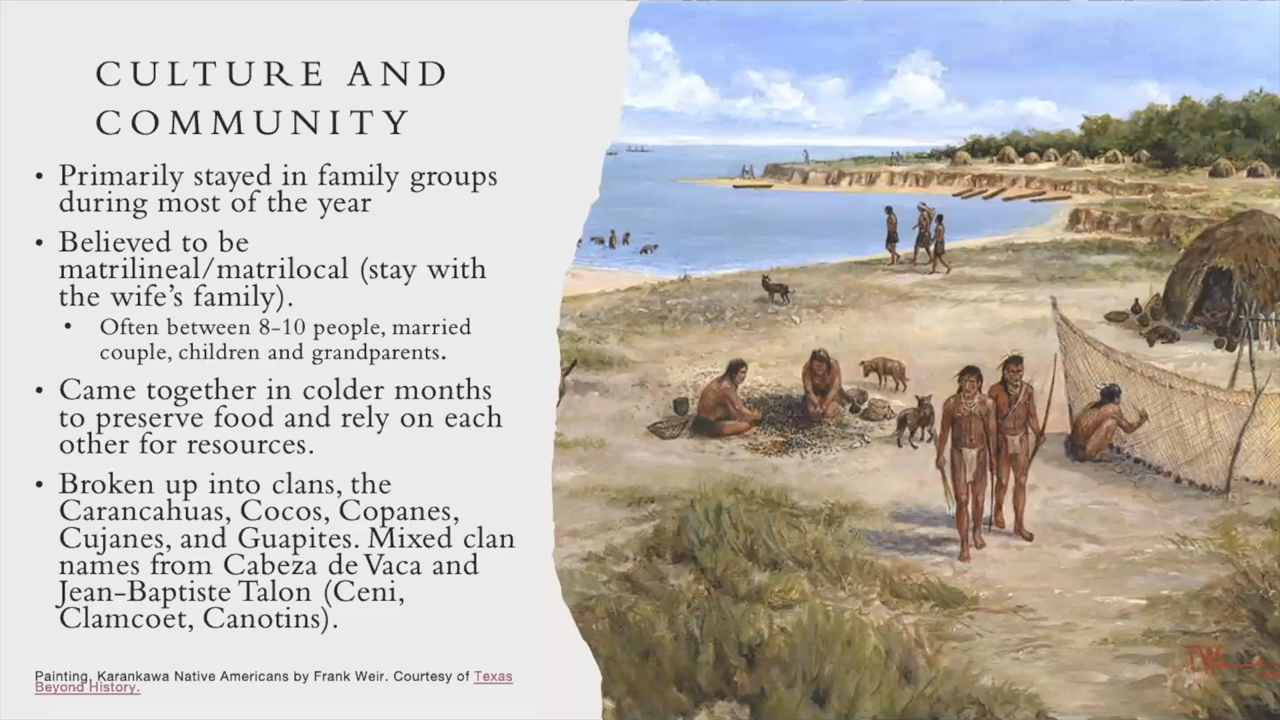 CULTURE AND
COMMUNITY
• Primarily stayed in family groups
during most of the year
• Believed to be
matrilineal/matrilocal (stay with
the wife’s family).
• Often between 8-10 people, married
couple, children and grandparents.
• Came together in colder months
to preserve food and rely on each
other for resources.
• Broken up into clans, the
Carancahuas, Cocos, Copanes,
Cujanes, and Guapites. Mixed clan
names from Cabeza de Vaca and
Jean-Baptiste Talon (Ceni,
Clamcoet, Canotins).
Painting, Karankawa Native Americans by Frank Weir. Courtesy of Texas
Beyond History.